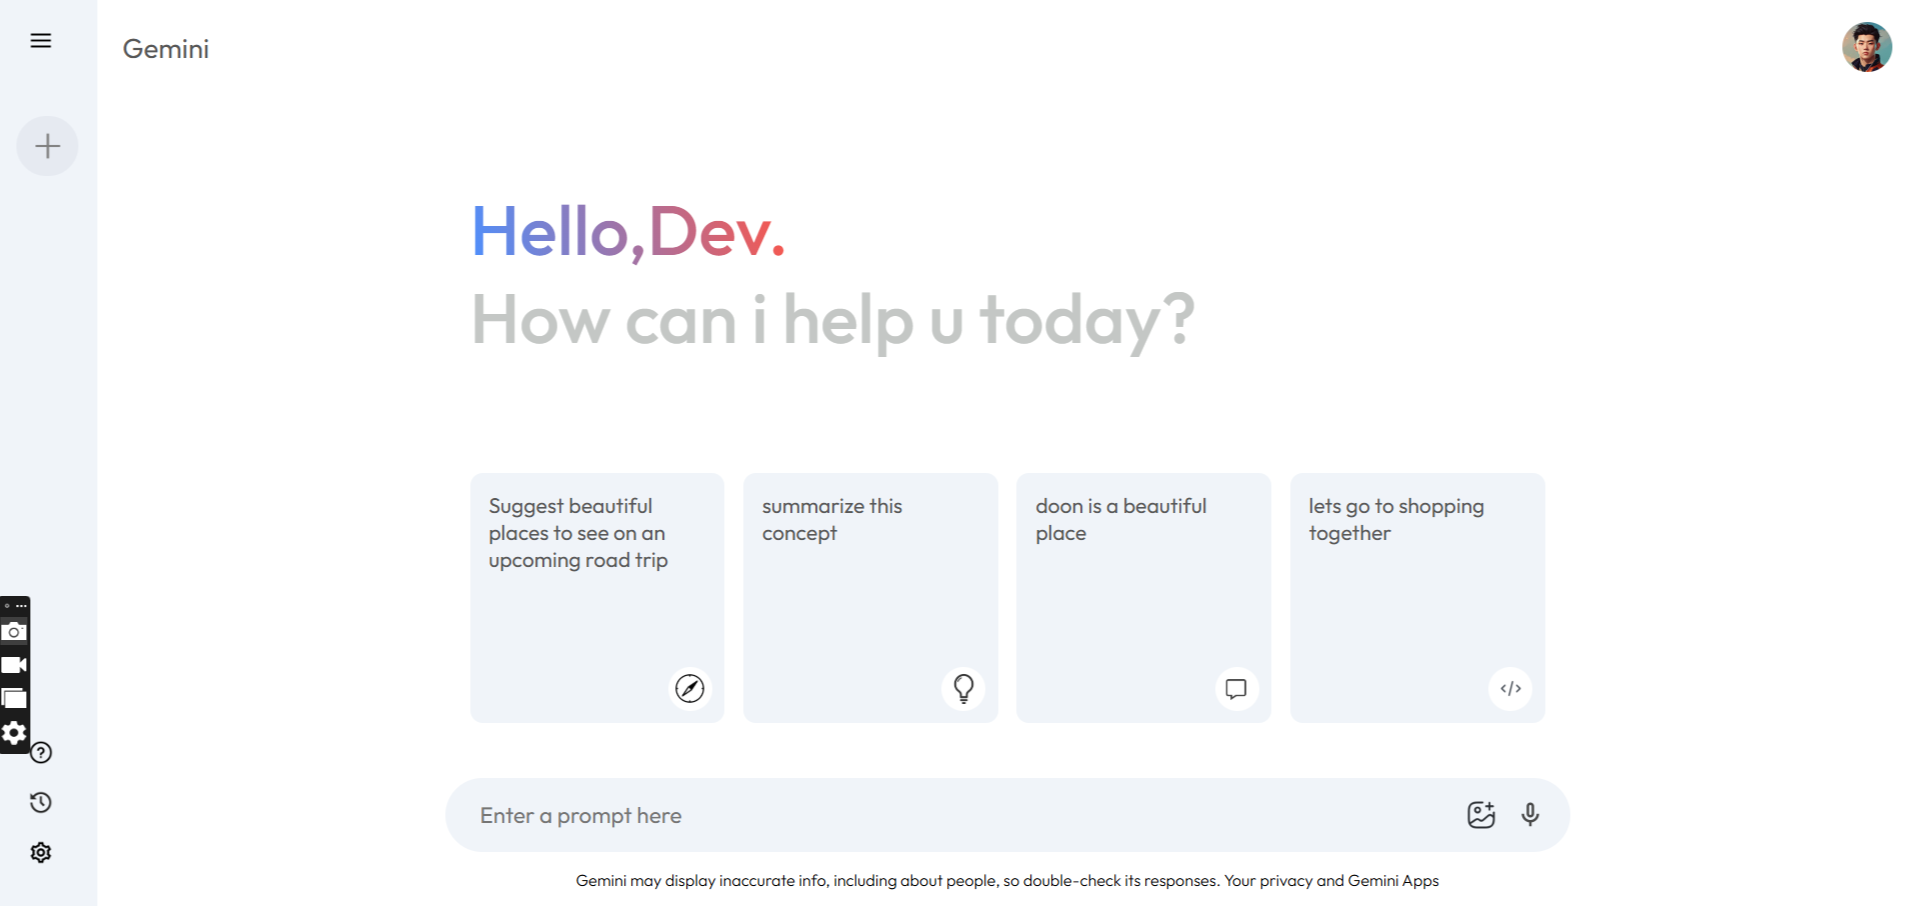 Gemini
Hello,Dev.
How can i help u today?
Suggest beautiful
places to see on an
upcoming road trip
summarize this
concept
doon is a beautiful
place
lets go to shopping
together
Enter a prompt here
Gemini may display inaccurate info, including about people, so double-check its responses. Your privacy and Gemini Apps